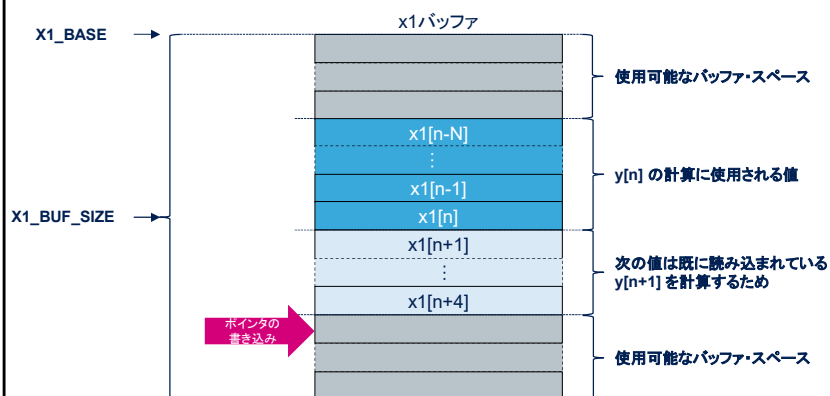 x1バッファ
X1_BASE
使用可能なバッファ・スペース
x1[n-N]
⋮
x1[n-1]
y[n] の計算に使用される値
X1_BUF_SIZE
x1[n]
x1[n+1]
⋮
x1[n+4]
次の値は既に読み込まれている
y[n+1] を計算するため
ポインタの
書き込み
使用可能なバッファ・スペース